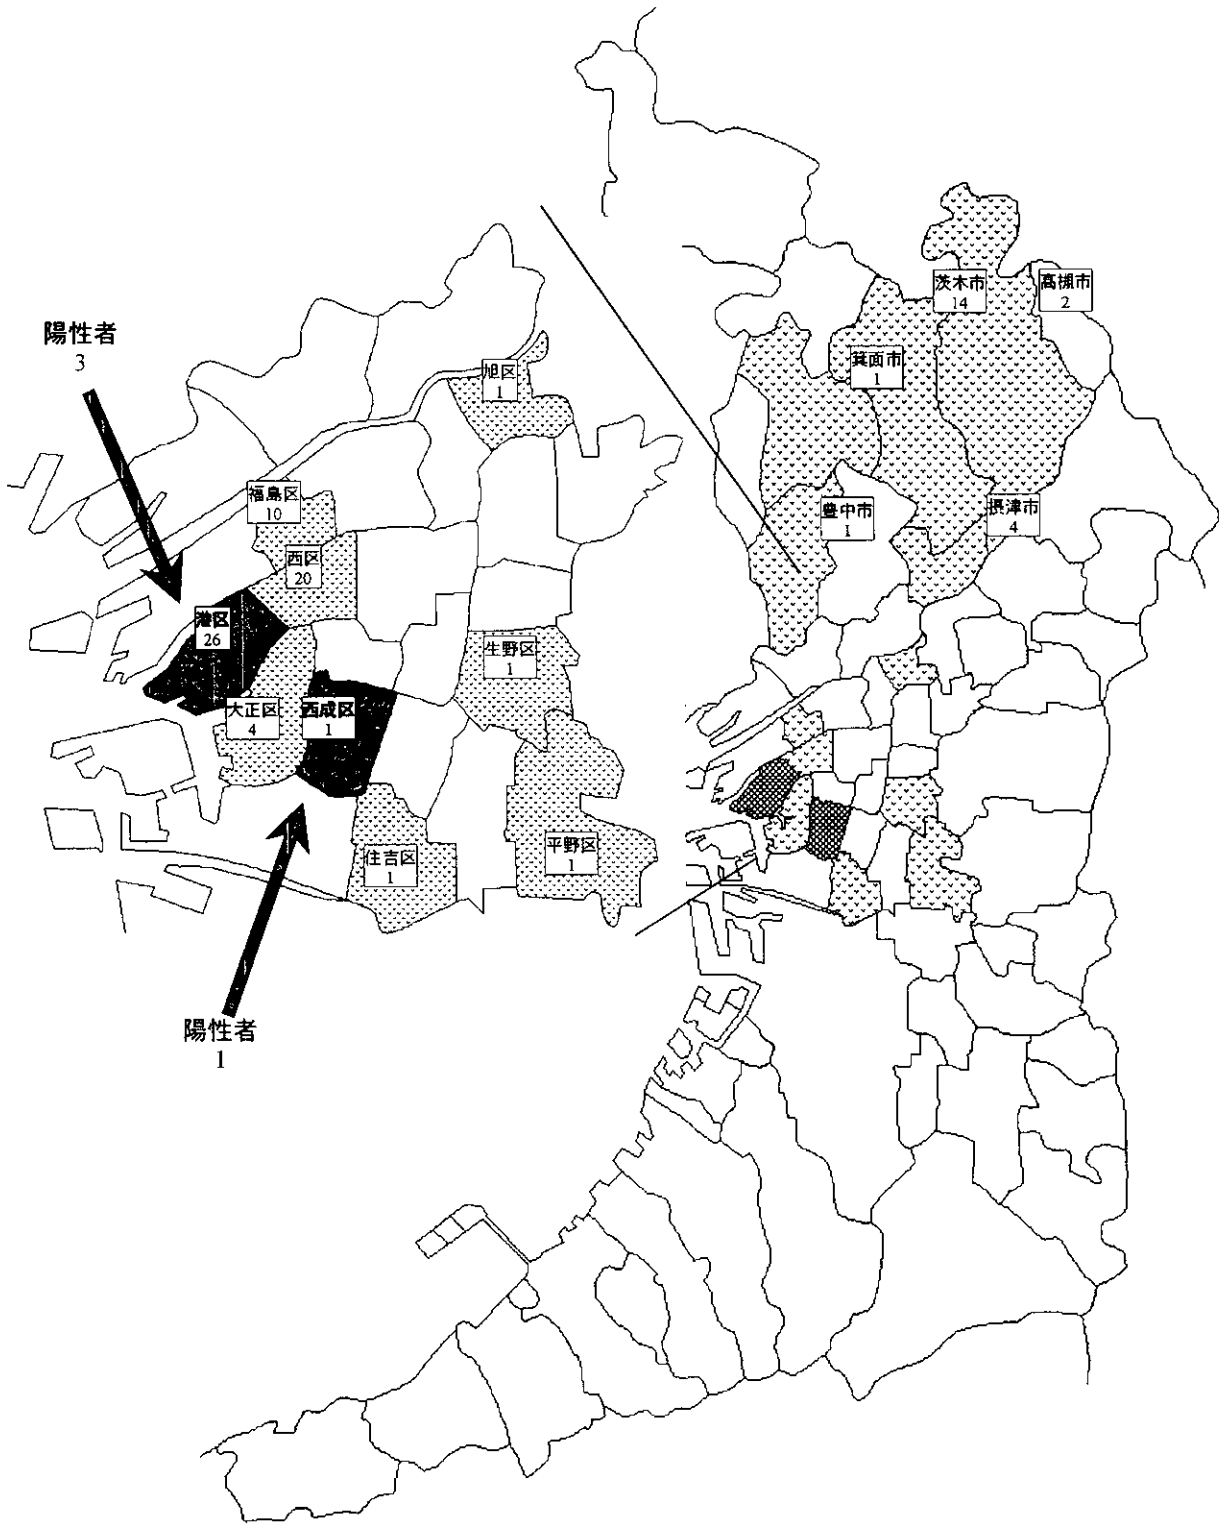 茨木市
14
高槻市
2
陽性者
3
箕面市
1
旭区
1
福島区
10
豊中市
1
摂津市
4
西区
20
港区
26
生野区
1
大正区
4
西成区
1
住吉区
1
平野区
1
陽性者
1